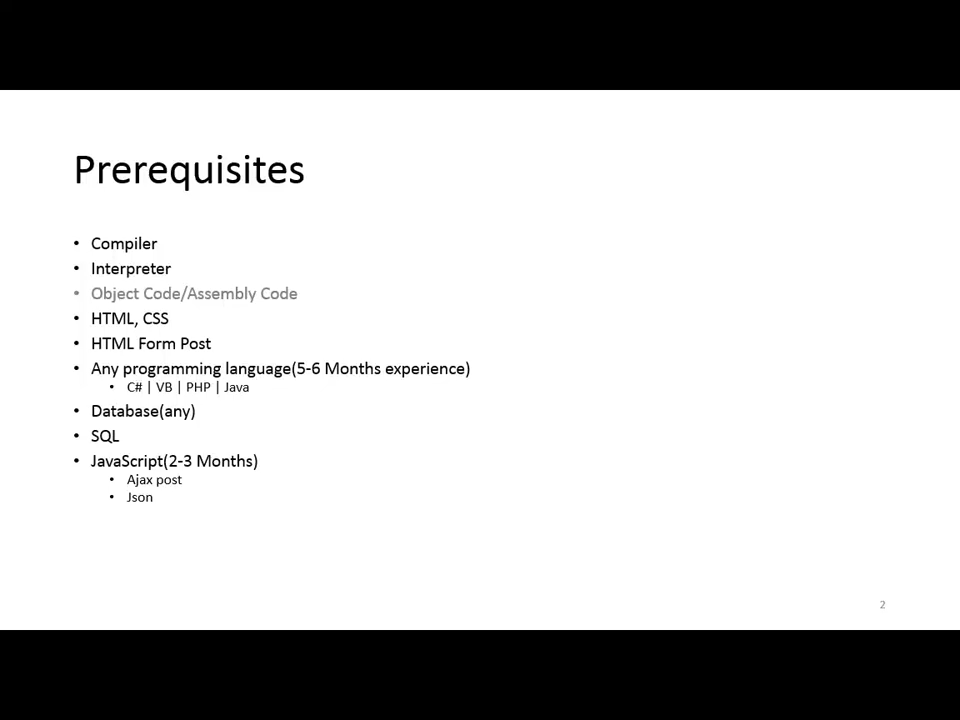 Prerequisites
• Compiler
• Interpreter
• Object Code/Assembly Code
• HTML, CSS
• HTML Form Post
• Any programming language(5-6 Months experience)
• C# | VB | PHP | Java
• Database(any)
• SQL
• JavaScript(2-3 Months)
• Ajax post
• Json
2